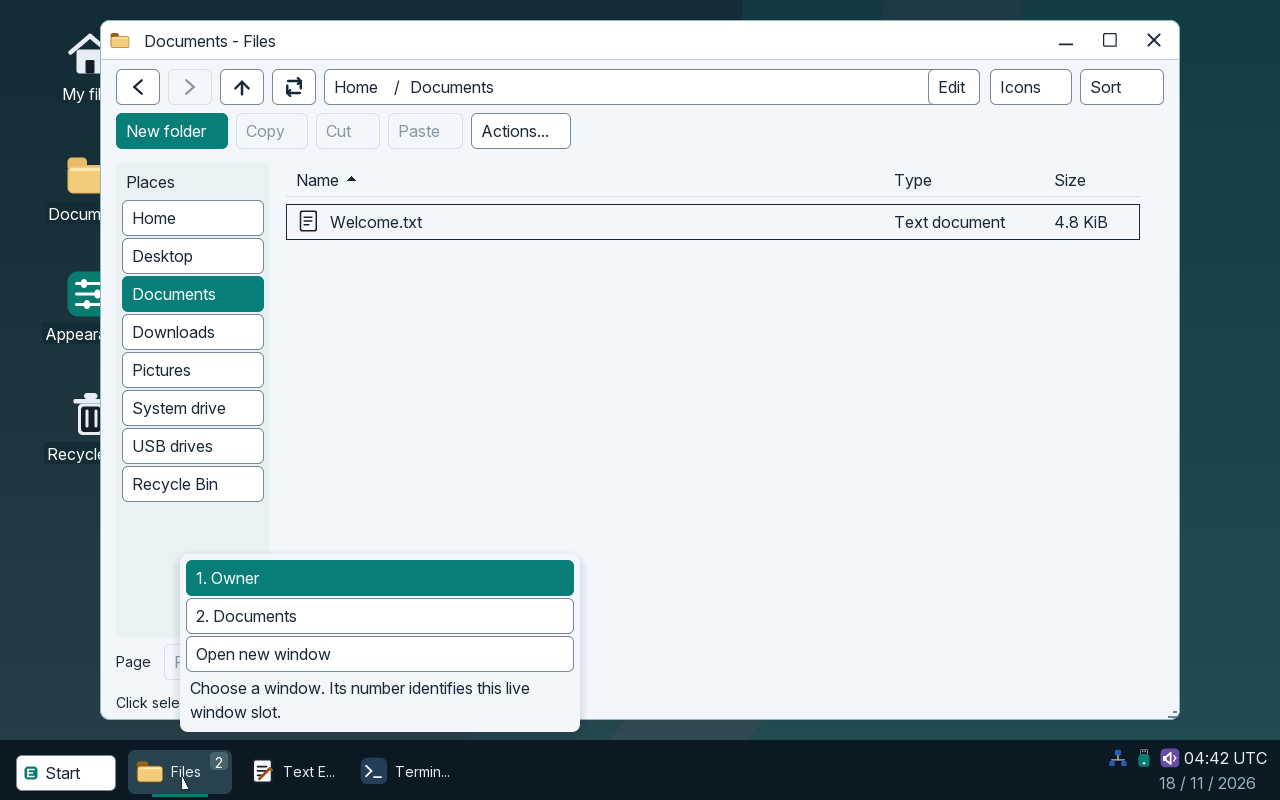 Documents - Files
My fil
Home / Documents
Edit
Icons
Sort
New folder
Copy
Cut
Paste
Actions...
Places
Home
Desktop
Documents
Downloads
Pictures
System drive
USB drives
Recycle Bin
Name
Type
Size
Welcome.txt
Text document
4.8 KiB
Docum
Appeara
Recycle
1. Owner
2. Documents
Open new window
Choose a window. Its number identifies this live
window slot.
Page
Click sele
Start
Files
2
Text E...
Termin...
04:42 UTC
18 / 11 / 2026